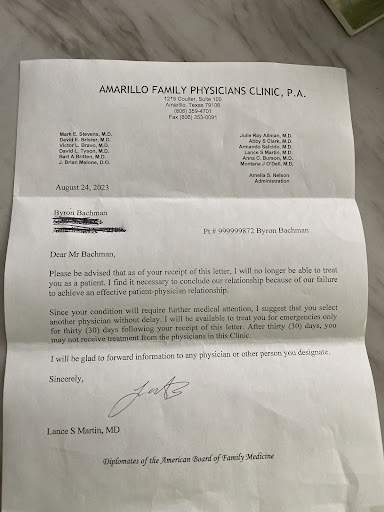 AMARILLO FAMILY PHYSICIANS CLINIC, P.A.
1215 Coulter, Suite 100
Amarillo, Texas 79106
(806) 359-4701
Fax (806) 353-0091
Mark E. Stevens, M.D.
David F. Brister, M.D.
Victor L. Bravo, M.D.
David L. Tyson, M.D.
Bart A Britten, M.D.
J. Brian Malone, D.O.
Julie Ray Allman, M.D.
Abby S Clark, M.D.
Armando Salcido, M.D.
Lance S Martin, M.D.
Anna C. Burson, M.D.
Montana J O'Dell, M.D.
Amelia S. Nelson
Administration
August 24, 2023
Byron Bachman
Pt # 999999872 Byron Bachman
Dear Mr Bachman,
Please be advised that as of your receipt of this letter, I will no longer be able to treat
you as a patient. I find it necessary to conclude our relationship because of our failure
to achieve an effective patient-physician relationship.
Since your condition will require further medical attention, I suggest that you select
another physician without delay. I will be available to treat you for emergencies only
for thirty (30) days following your receipt of this letter. After thirty (30) days, you
may not receive treatment from the physicians in this Clinic.
I will be glad to forward information to any physician or other person you designate.
Sincerely,
Lance S Martin, MD
Diplomates of the American Board of Family Medicine